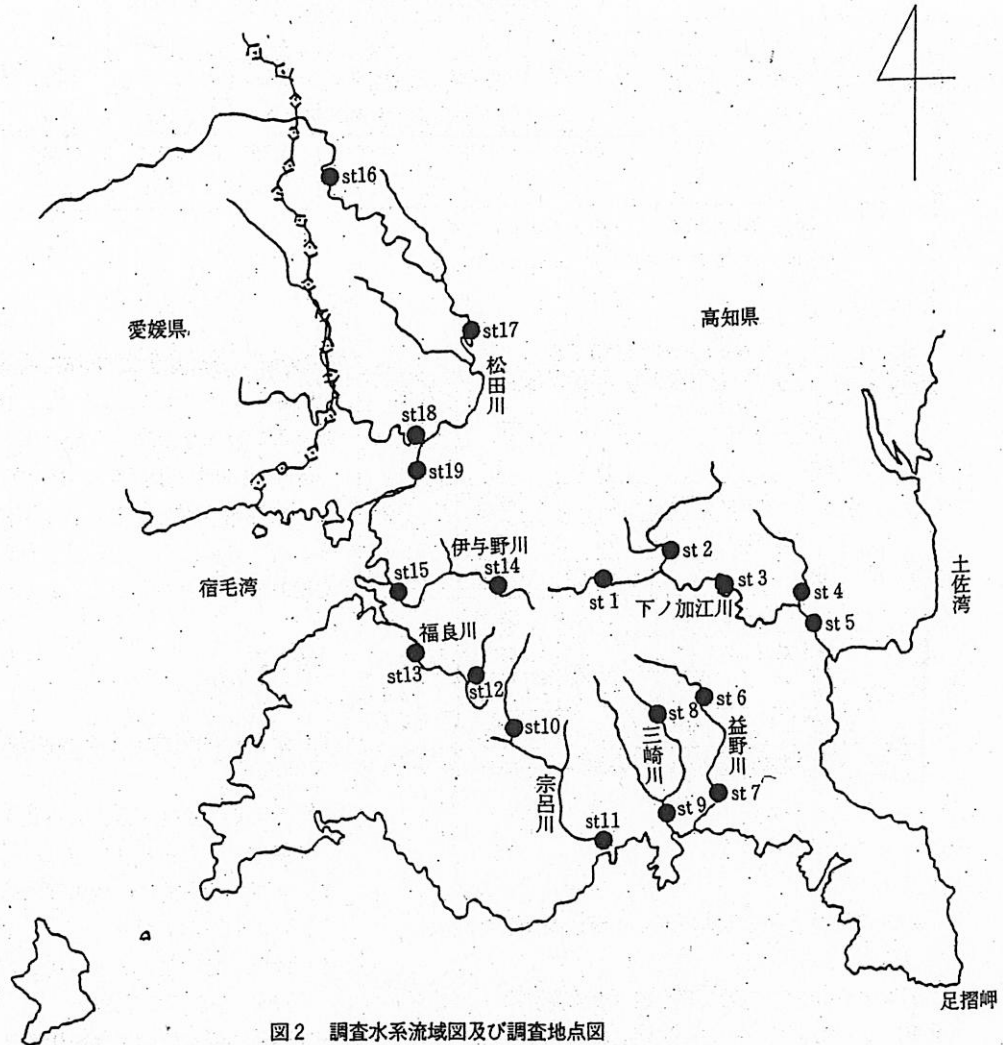 st16
愛媛県
高知県
st17
松田川
st18
st19
伊与野川
宿毛湾
st15
st14
st 1
st 2
st 3
下ノ加江川
st 4
st 5
土佐湾
福良川
st13
st12
st10
宗呂川
st11
st 6
st 8
三崎川
益野川
st 7
st 9
足摺岬
図2 調査水系流域図及び調査地点図